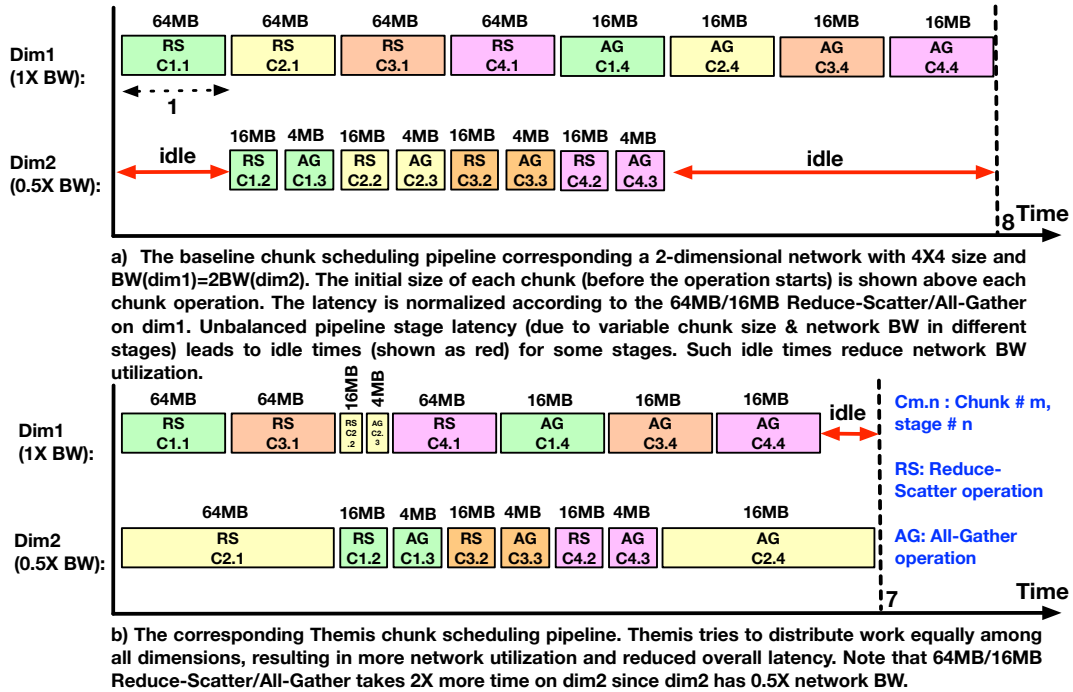 64MB 64MB 64MB 64MB 16MB 16MB 16MB 16MB
Dim1
(1X BW):
RS C1.1 RS C2.1 RS C3.1 RS C4.1 AG C1.4 AG C2.4 AG C3.4 AG C4.4
1
16MB 4MB 16MB 4MB 16MB 4MB 16MB 4MB
Dim2
(0.5X BW):
idle RS C1.2 AG C1.3 RS C2.2 AG C2.3 RS C3.2 AG C3.3 RS C4.2 AG C4.3 idle
8 Time
a) The baseline chunk scheduling pipeline corresponding a 2-dimensional network with 4X4 size and
BW(dim1)=2BW(dim2). The initial size of each chunk (before the operation starts) is shown above each
chunk operation. The latency is normalized according to the 64MB/16MB Reduce-Scatter/All-Gather
on dim1. Unbalanced pipeline stage latency (due to variable chunk size & network BW in different
stages) leads to idle times (shown as red) for some stages. Such idle times reduce network BW
utilization.
64MB 64MB 16MB 4MB 64MB 16MB 16MB 16MB
Dim1
(1X BW):
RS C1.1 RS C3.1 RS C2.2 AG C2.3 RS C4.1 AG C1.4 AG C3.4 AG C4.4 idle
Cm.n : Chunk # m,
stage # n
RS: Reduce-
Scatter operation
AG: All-Gather
operation
64MB 16MB 4MB 16MB 4MB 16MB 4MB 16MB
Dim2
(0.5X BW):
RS C2.1 RS C1.2 AG C1.3 RS C3.2 AG C3.3 RS C4.2 AG C4.3 AG C2.4
7 Time
b) The corresponding Themis chunk scheduling pipeline. Themis tries to distribute work equally among
all dimensions, resulting in more network utilization and reduced overall latency. Note that 64MB/16MB
Reduce-Scatter/All-Gather takes 2X more time on dim2 since dim2 has 0.5X network BW.